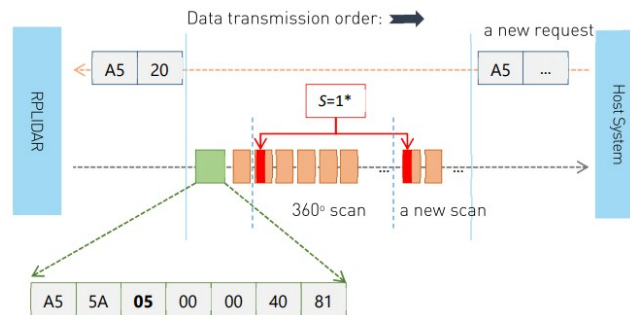 Data transmission order:
a new request
A5 20
A5 ...
S=1*
RPLIDAR
Host System
... ...
360° scan
a new scan
A5 5A 05 00 00 40 81